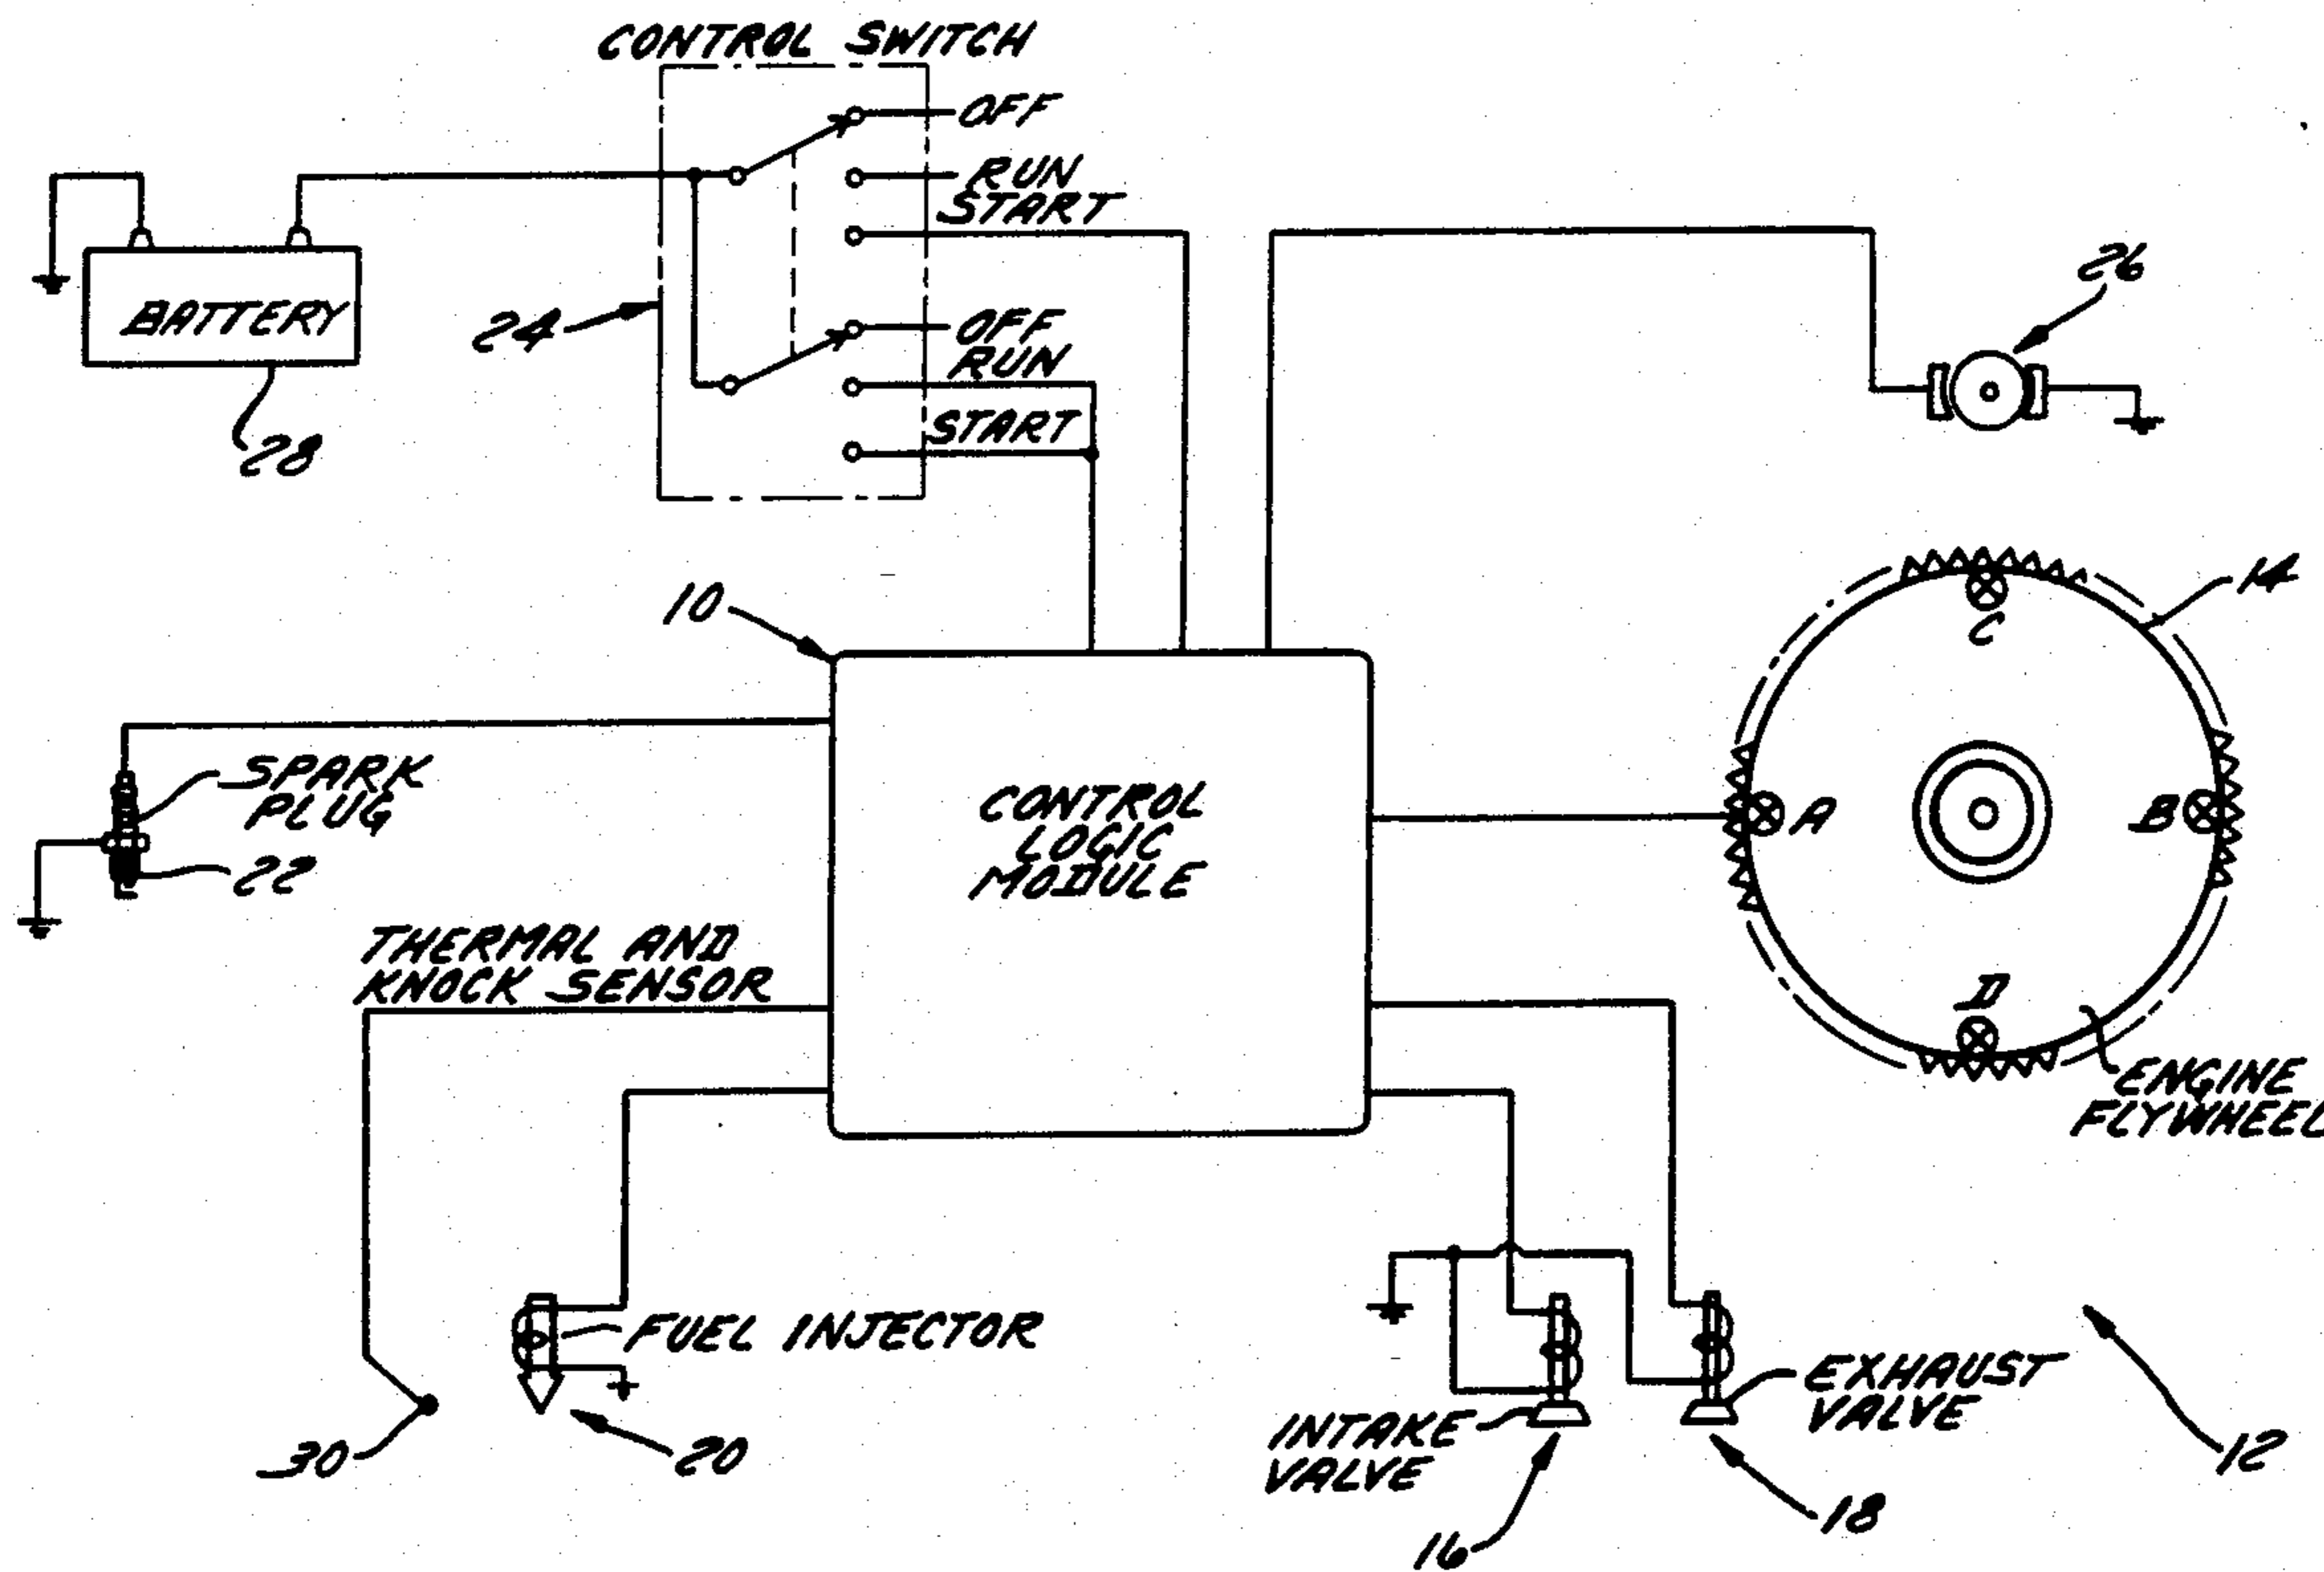 CONTROL SWITCH
OFF
RUN
START
26
BATTERY
24
OFF
RUN
START
28
10
14
C
SPARK
PLUG
22
CONTROL
LOGIC
MODULE
A
B
THERMAL AND
KNOCK SENSOR
D
ENGINE
FLYWHEEL
FUEL INJECTOR
30
20
INTAKE
VALVE
EXHAUST
VALVE
16
18
12